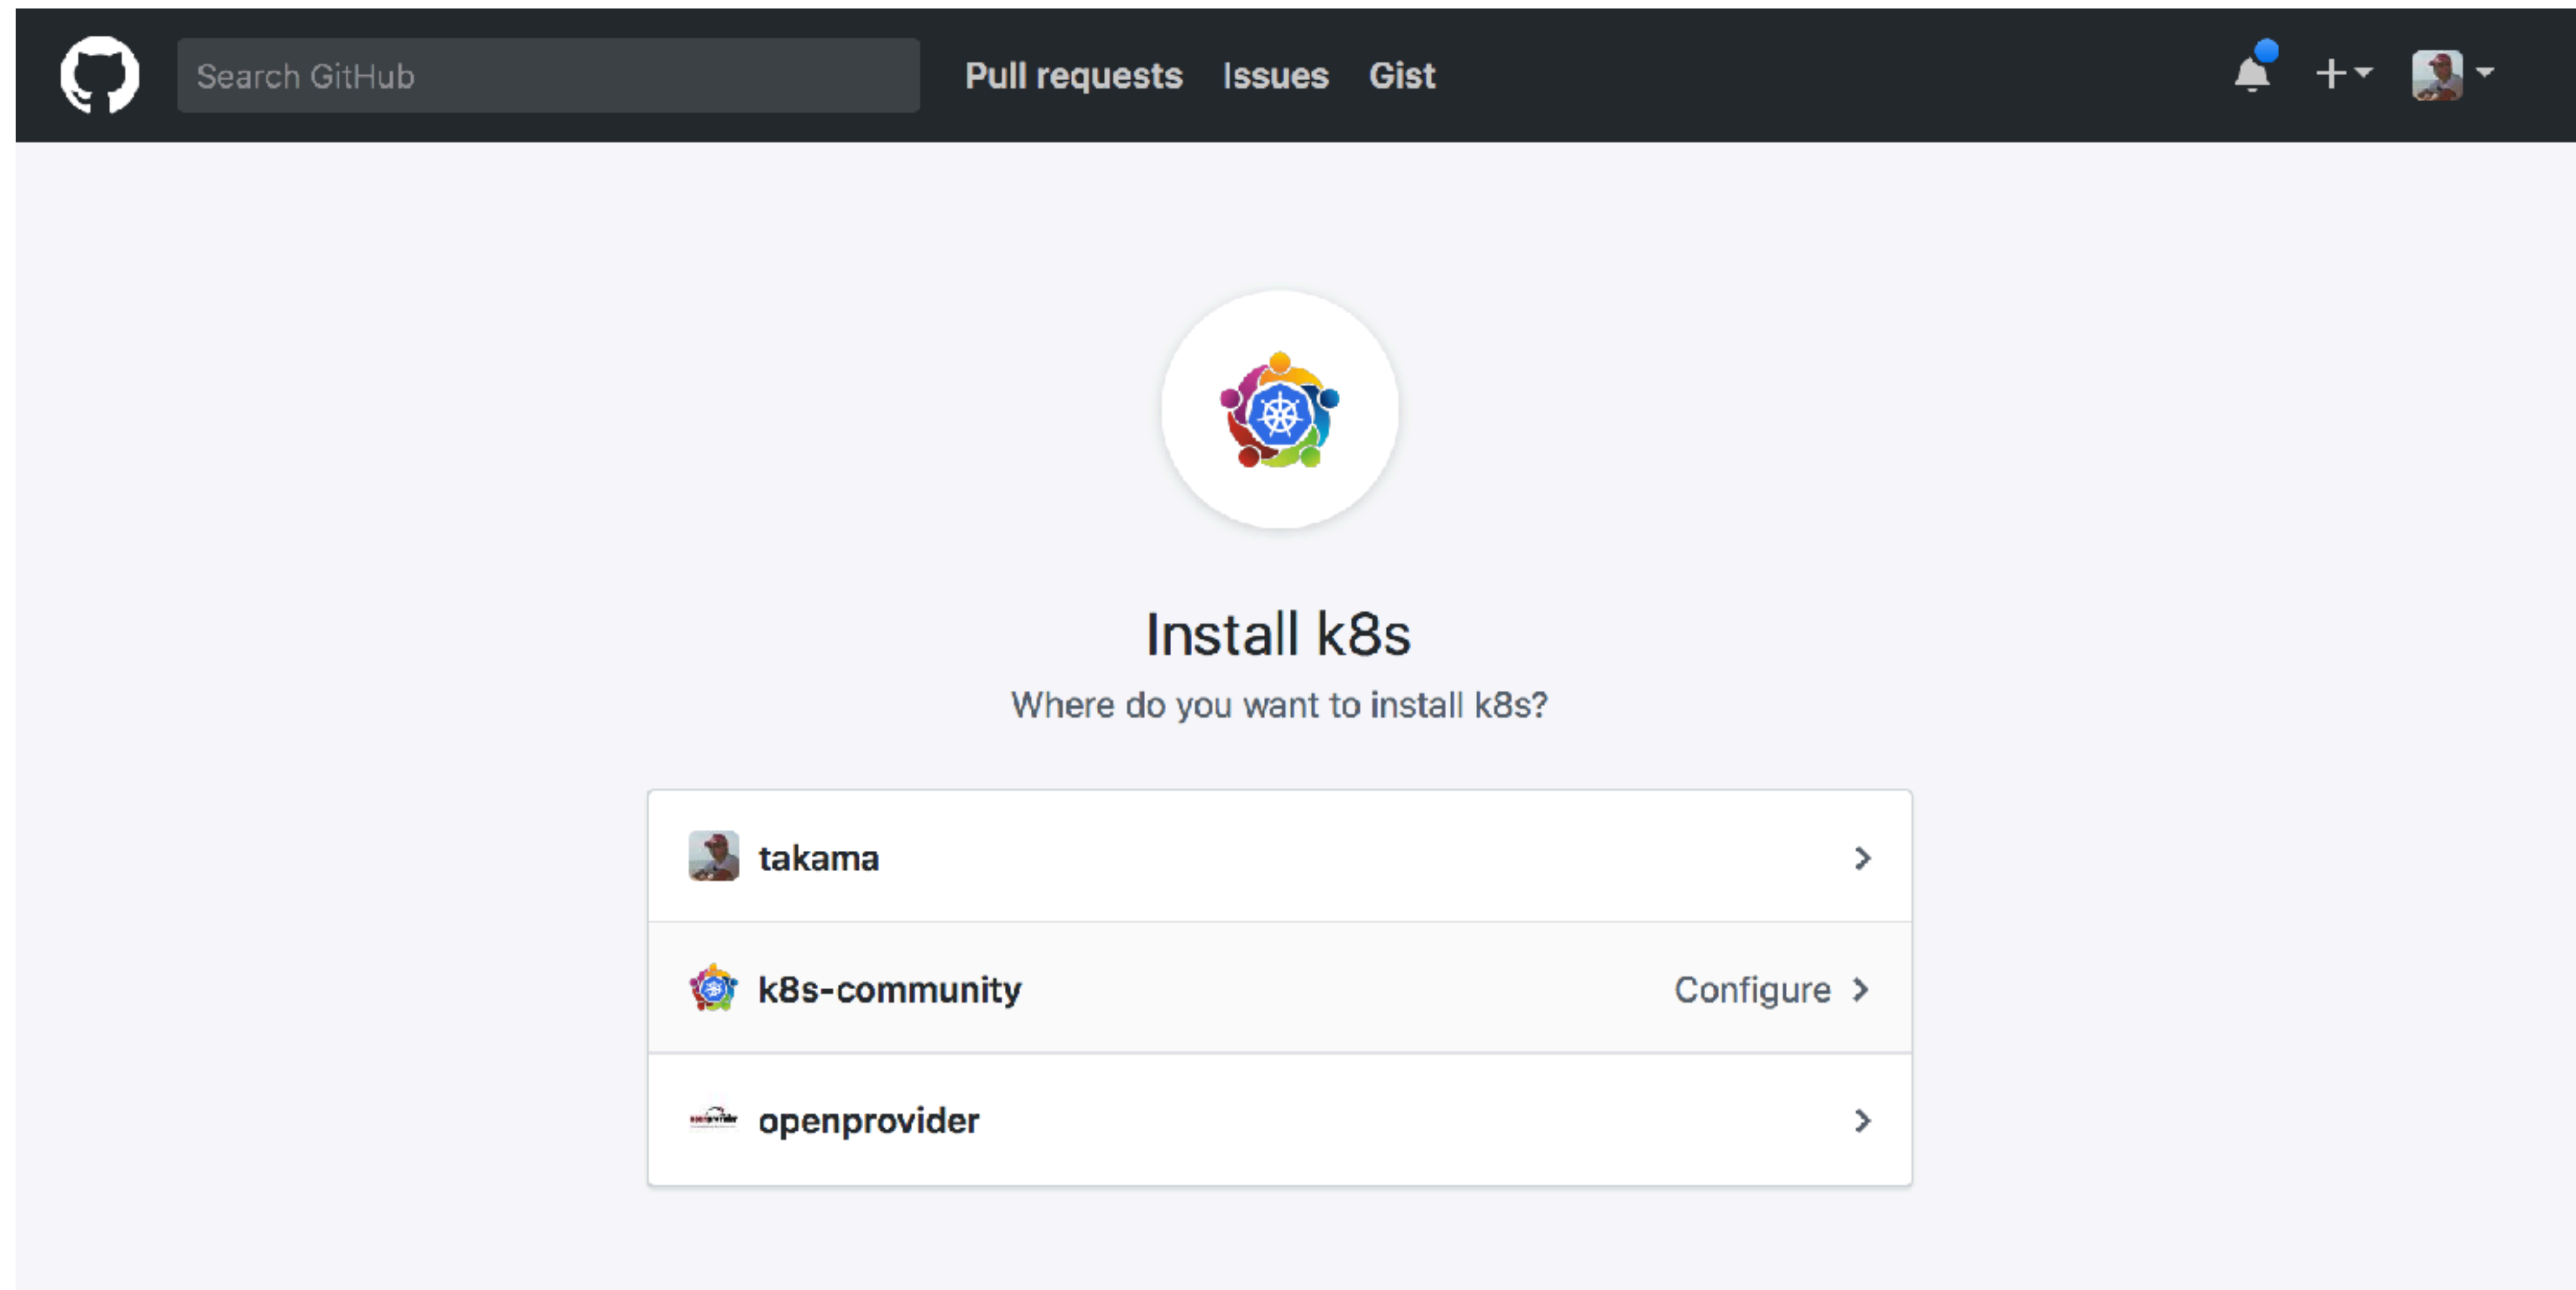 Search GitHub
Pull requests Issues Gist
Install k8s
Where do you want to install k8s?
takama
k8s-community Configure
openprovider